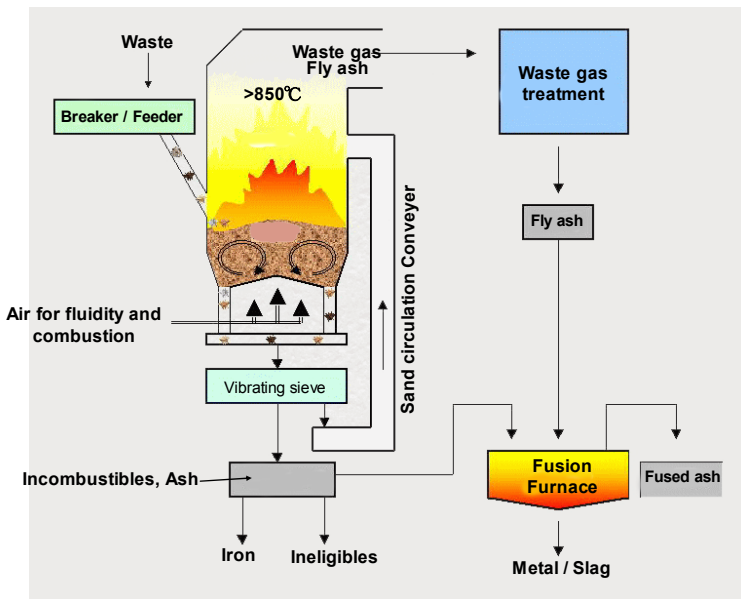 Waste
Breaker / Feeder
Waste gas
Fly ash
>850℃
Waste gas
treatment
Fly ash
Sand circulation Conveyer
Air for fluidity and
combustion
Vibrating sieve
Incombustibles, Ash
Iron
Ineligibles
Fusion
Furnace
Fused ash
Metal / Slag